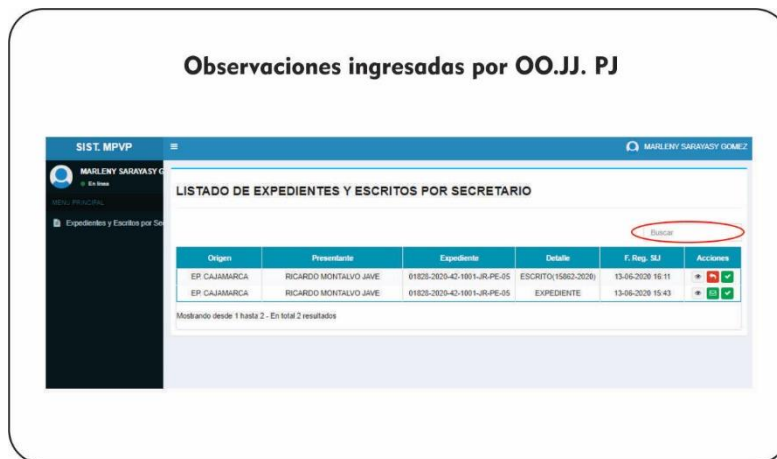 Observaciones ingresadas por OO.JJ. PJ
SIST. MPVP
MARLENY SARAYASY GOMEZ
MARLENY SARAYASY G
En línea
MENU PRINCIPAL
Expedientes y Escritos por Se
LISTADO DE EXPEDIENTES Y ESCRITOS POR SECRETARIO
Buscar
Origen Presentante Expediente Detalle F. Reg. SIJ Acciones
EP. CAJAMARCA RICARDO MONTALVO JAVE 01828-2020-42-1001-JR-PE-05 ESCRITO(15862-2020) 13-06-2020 16:11
EP. CAJAMARCA RICARDO MONTALVO JAVE 01828-2020-42-1001-JR-PE-05 EXPEDIENTE 13-06-2020 15:43
Mostrando desde 1 hasta 2 - En total 2 resultados